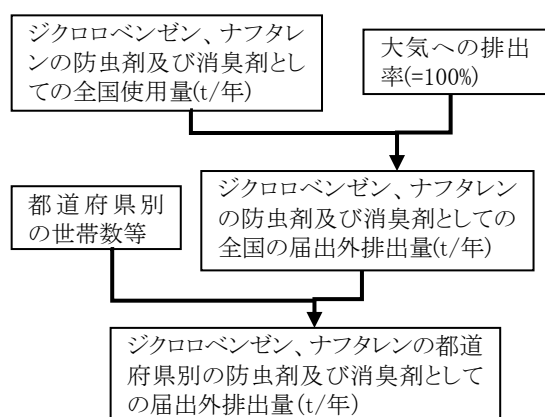 ジクロロベンゼン、ナフタレ
ンの防虫剤及び消臭剤とし
ての全国使用量(t/年)
大気への排出
率(=100%)
ジクロロベンゼン、ナフタレン
の防虫剤及び消臭剤としての
全国の届出外排出量(t/年)
都道府県別
の世帯数等
ジクロロベンゼン、ナフタレンの都道
府県別の防虫剤及び消臭剤として
の届出外排出量(t/年)